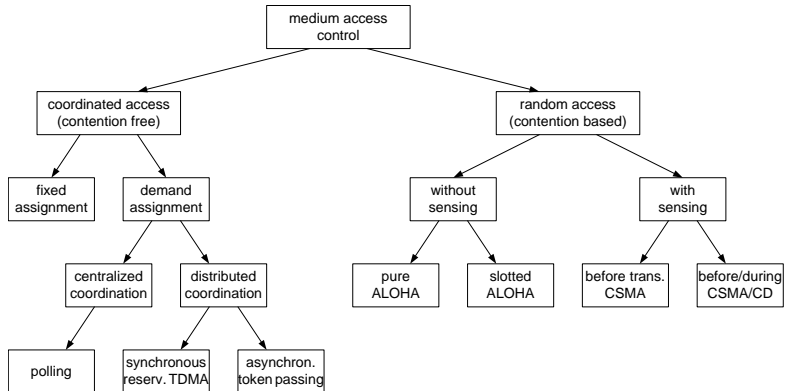 medium access
control
coordinated access
(contention free)
random access
(contention based)
fixed
assignment
demand
assignment
without
sensing
with
sensing
centralized
coordination
distributed
coordination
pure
ALOHA
slotted
ALOHA
before trans.
CSMA
before/during
CSMA/CD
polling
synchronous
reserv. TDMA
asynchron.
token passing